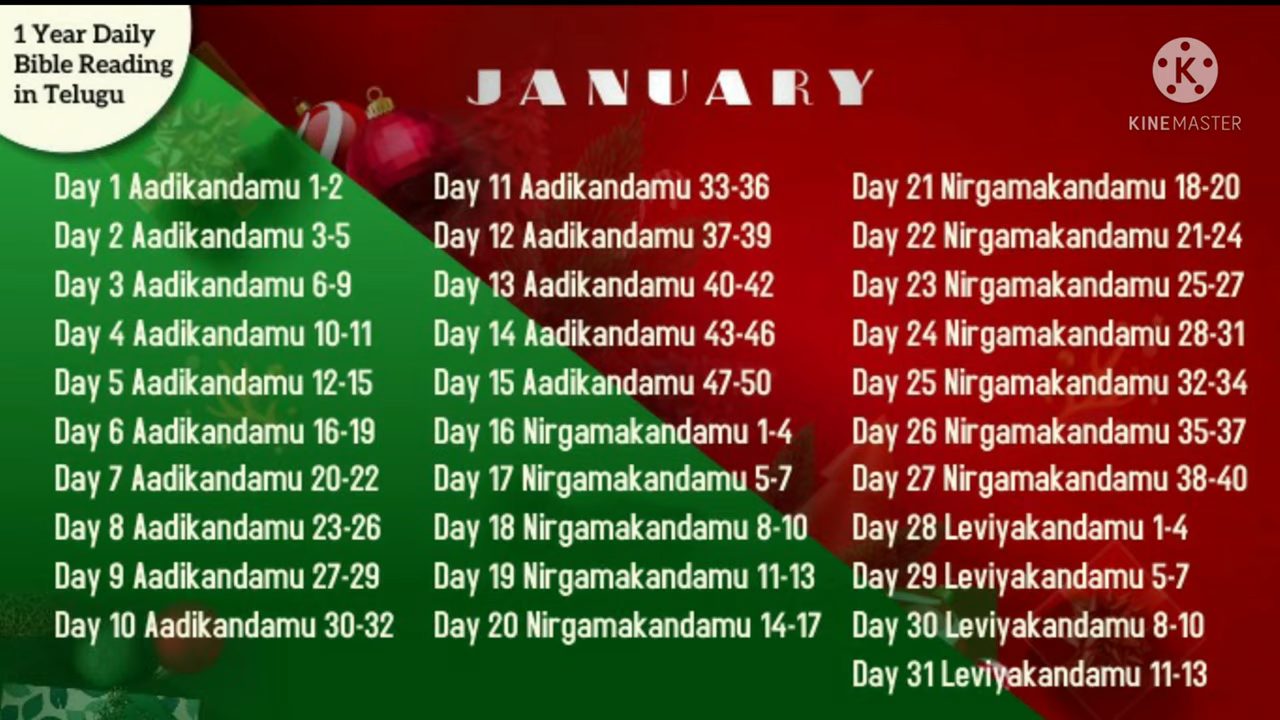 1 Year Daily
Bible Reading
in Telugu
JANUARY
K
KINEMASTER
Day 1 Aadikandamu 1-2
Day 2 Aadikandamu 3-5
Day 3 Aadikandamu 6-9
Day 4 Aadikandamu 10-11
Day 5 Aadikandamu 12-15
Day 6 Aadikandamu 16-19
Day 7 Aadikandamu 20-22
Day 8 Aadikandamu 23-26
Day 9 Aadikandamu 27-29
Day 10 Aadikandamu 30-32
Day 11 Aadikandamu 33-36
Day 12 Aadikandamu 37-39
Day 13 Aadikandamu 40-42
Day 14 Aadikandamu 43-46
Day 15 Aadikandamu 47-50
Day 16 Nirgamakandamu 1-4
Day 17 Nirgamakandamu 5-7
Day 18 Nirgamakandamu 8-10
Day 19 Nirgamakandamu 11-13
Day 20 Nirgamakandamu 14-17
Day 21 Nirgamakandamu 18-20
Day 22 Nirgamakandamu 21-24
Day 23 Nirgamakandamu 25-27
Day 24 Nirgamakandamu 28-31
Day 25 Nirgamakandamu 32-34
Day 26 Nirgamakandamu 35-37
Day 27 Nirgamakandamu 38-40
Day 28 Leviyakandamu 1-4
Day 29 Leviyakandamu 5-7
Day 30 Leviyakandamu 8-10
Day 31 Leviyakandamu 11-13